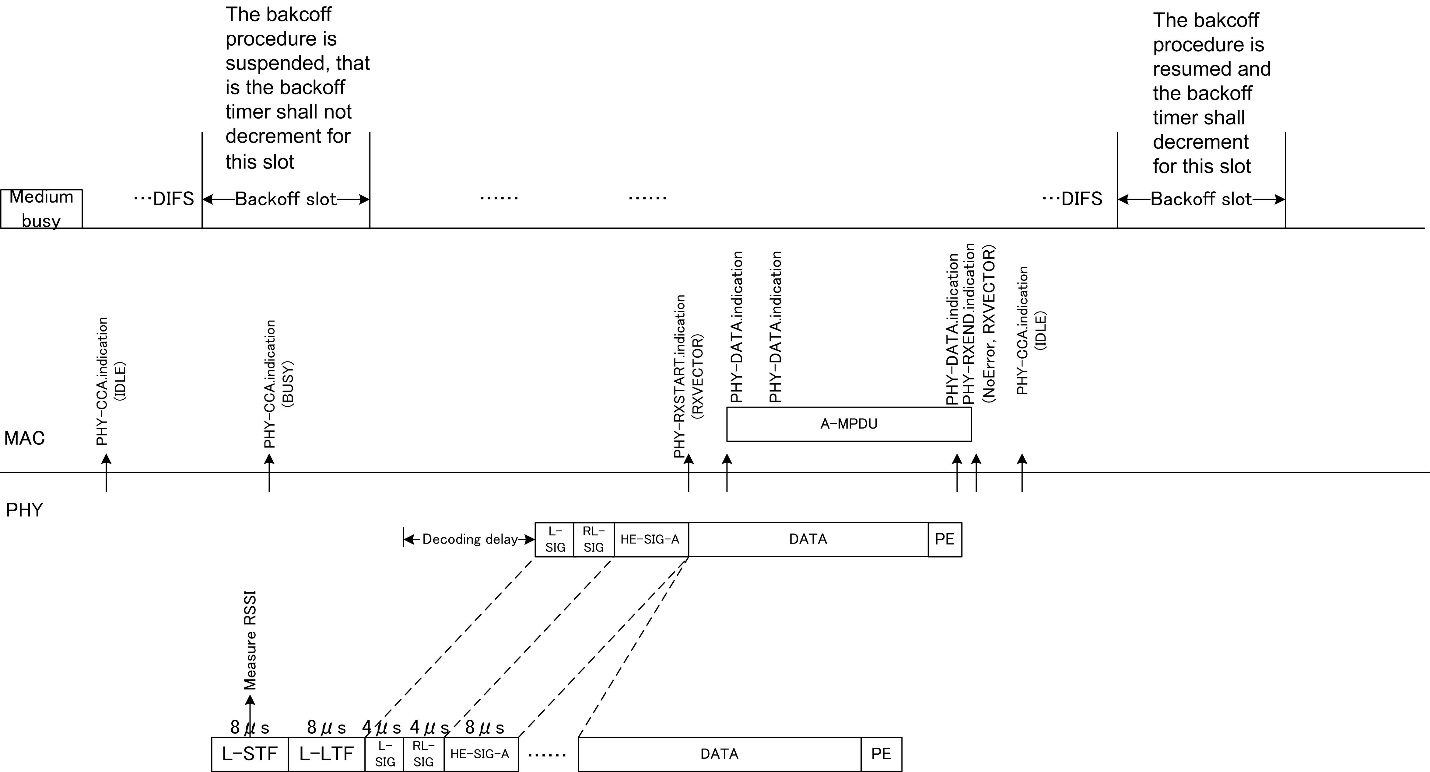 The bakcoff
procedure is
suspended, that
is the backoff
timer shall not
decrement for
this slot
The bakcoff
procedure is
resumed and
the backoff
timer shall
decrement
for this slot
Medium
busy
…DIFS
Backoff slot
……
……
…DIFS
Backoff slot
PHY-CCA.indication
(IDLE)
PHY-CCA.indication
(BUSY)
PHY-RXSTART.indication
(RXVECTOR)
PHY-DATA.indication
PHY-DATA.indication
PHY-DATA.indication
PHY-RXEND.indication
(NoError, RXVECTOR)
PHY-CCA.indication
(IDLE)
MAC
A-MPDU
PHY
Decoding delay
L-
SIG
RL-
SIG
HE-SIG-A
DATA
PE
Measure RSSI
8μs
8μs
4μs
4μs
8μs
L-STF
L-LTF
L-
SIG
RL-
SIG
HE-SIG-A
……
DATA
PE